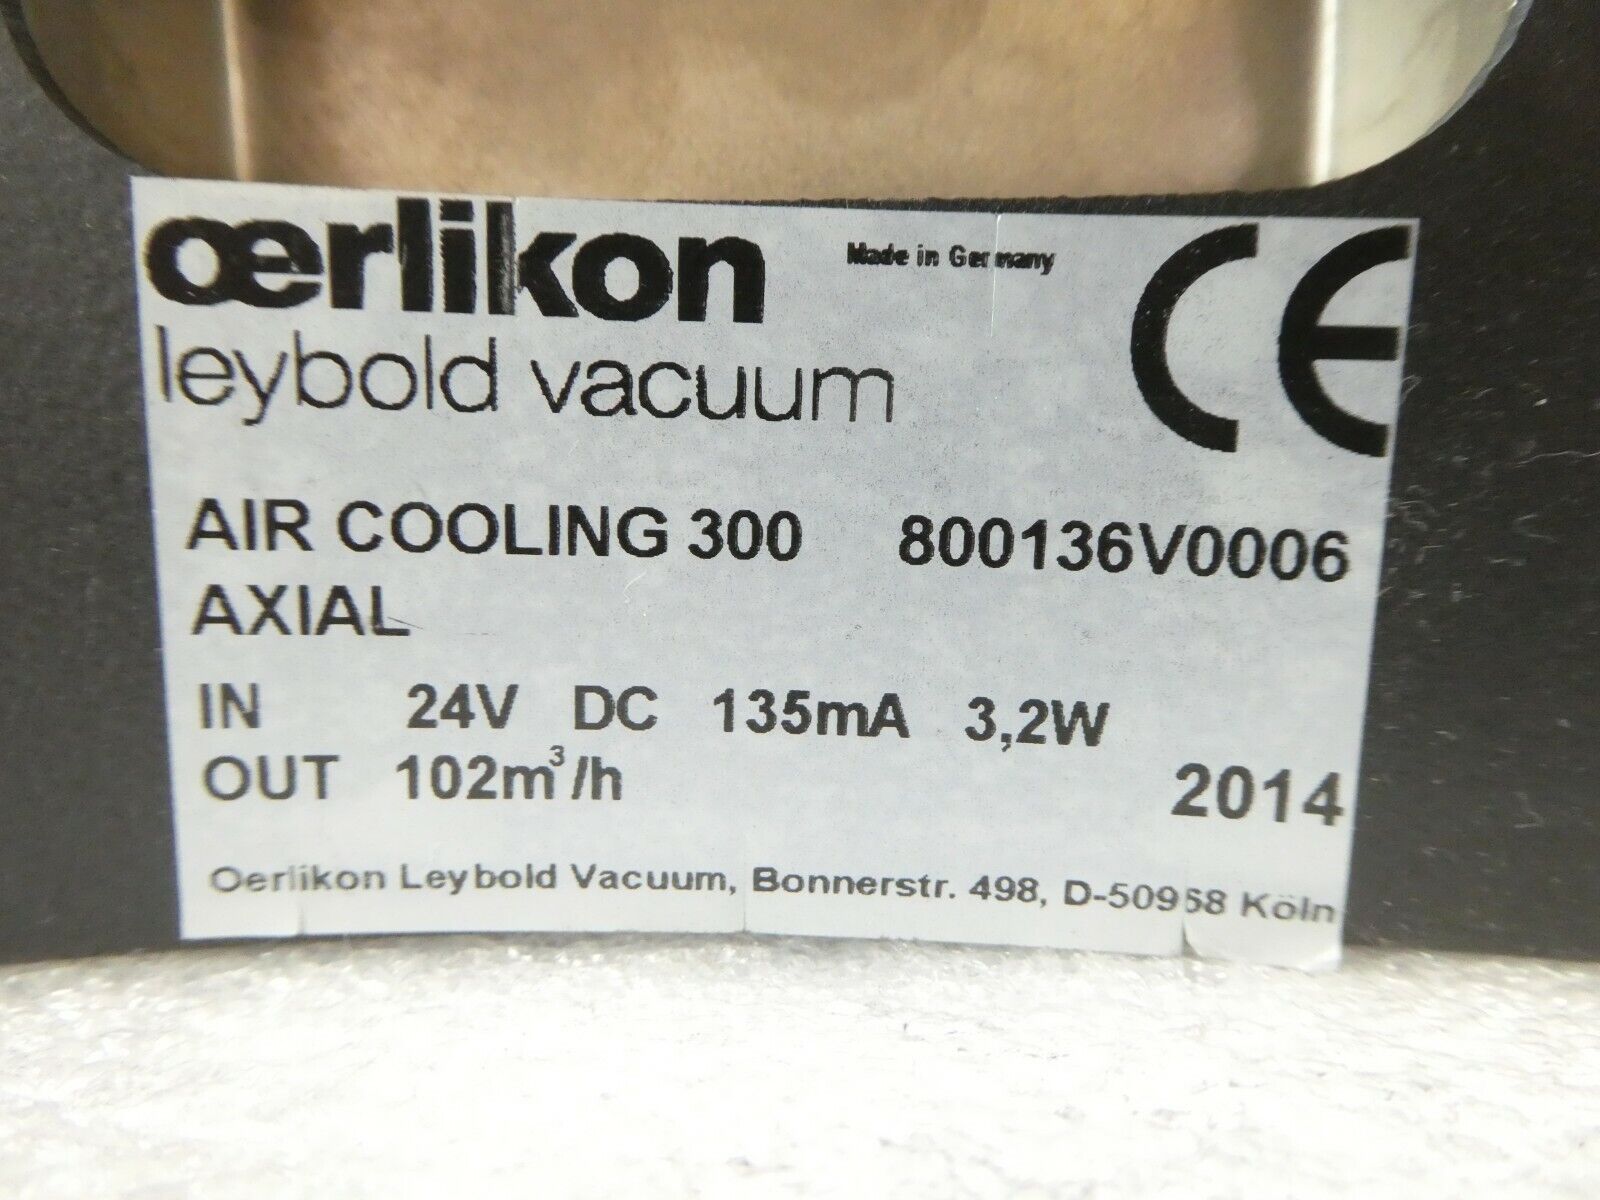 œrlikon
Made in Germany
CE
leybold vacuum
AIR COOLING 300 800136V0006
AXIAL
IN 24V DC 135mA 3,2W
OUT 102m³/h
2014
Oerlikon Leybold Vacuum, Bonnerstr. 498, D-50968 Köln